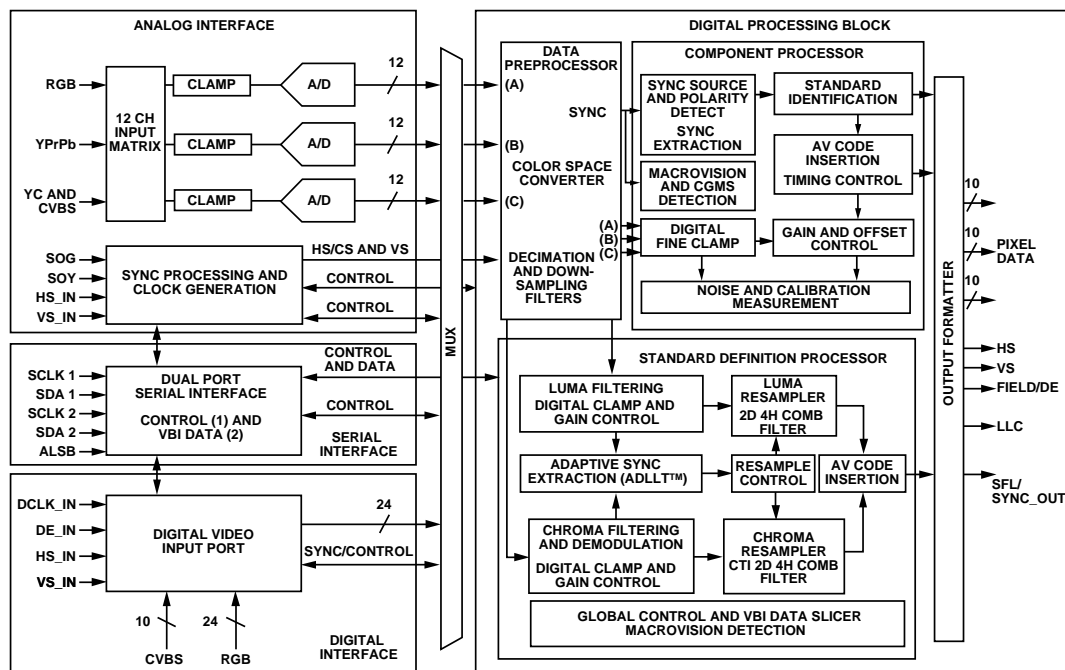 ANALOG INTERFACE
RGB
YPrPb
YC AND
CVBS
12 CH
INPUT
MATRIX
CLAMP
A/D
12
CLAMP
A/D
12
CLAMP
A/D
12
SOG
SOY
HS_IN
VS_IN
SYNC PROCESSING AND
CLOCK GENERATION
HS/CS AND VS
CONTROL
CONTROL
SCLK 1
SDA 1
SCLK 2
SDA 2
ALSB
DUAL PORT
SERIAL INTERFACE
CONTROL (1) AND
VBI DATA (2)
CONTROL
AND DATA
CONTROL
SERIAL
INTERFACE
DCLK_IN
DE_IN
HS_IN
VS_IN
DIGITAL VIDEO
INPUT PORT
24
SYNC/CONTROL
10
24
CVBS
RGB
DIGITAL
INTERFACE
MUX
DIGITAL PROCESSING BLOCK
DATA
PREPROCESSOR
(A)
SYNC
(B)
COLOR SPACE
CONVERTER
(C)
(A)
(B)
(C)
DECIMATION
AND DOWN-
SAMPLING
FILTERS
COMPONENT PROCESSOR
SYNC SOURCE
AND POLARITY
DETECT
SYNC
EXTRACTION
STANDARD
IDENTIFICATION
MACROVISION
AND CGMS
DETECTION
AV CODE
INSERTION
TIMING CONTROL
DIGITAL
FINE CLAMP
GAIN AND OFFSET
CONTROL
NOISE AND CALIBRATION
MEASUREMENT
STANDARD DEFINITION PROCESSOR
LUMA FILTERING
DIGITAL CLAMP AND
GAIN CONTROL
LUMA
RESAMPLER
2D 4H COMB
FILTER
ADAPTIVE SYNC
EXTRACTION (ADLLT™)
RESAMPLE
CONTROL
AV CODE
INSERTION
CHROMA FILTERING
AND DEMODULATION
DIGITAL CLAMP AND
GAIN CONTROL
CHROMA
RESAMPLER
CTI 2D 4H COMB
FILTER
GLOBAL CONTROL AND VBI DATA SLICER
MACROVISION DETECTION
OUTPUT FORMATTER
10
10
PIXEL
DATA
10
HS
VS
FIELD/DE
LLC
SFL/
SYNC_OUT